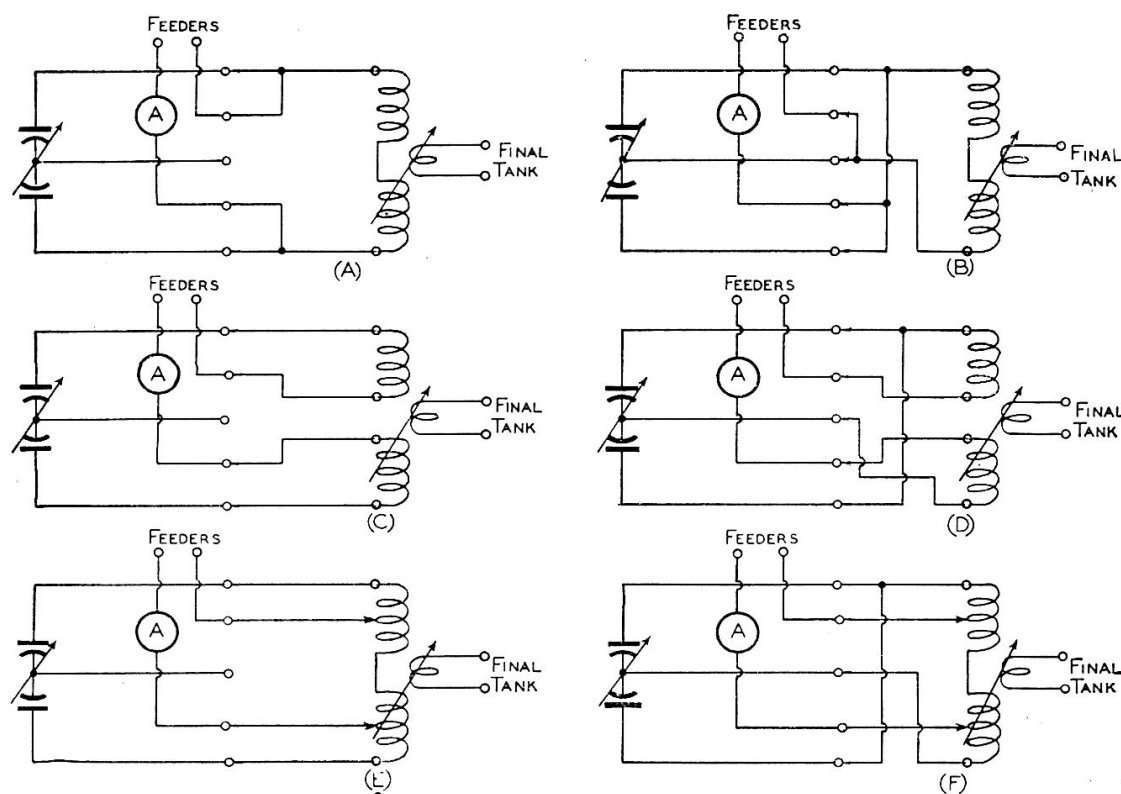 FEEDERS
A
FINAL
TANK
(A)
FEEDERS
A
FINAL
TANK
(B)
FEEDERS
A
FINAL
TANK
(C)
FEEDERS
A
FINAL
TANK
(D)
FEEDERS
A
FINAL
TANK
(E)
FEEDERS
A
FINAL
TANK
(F)